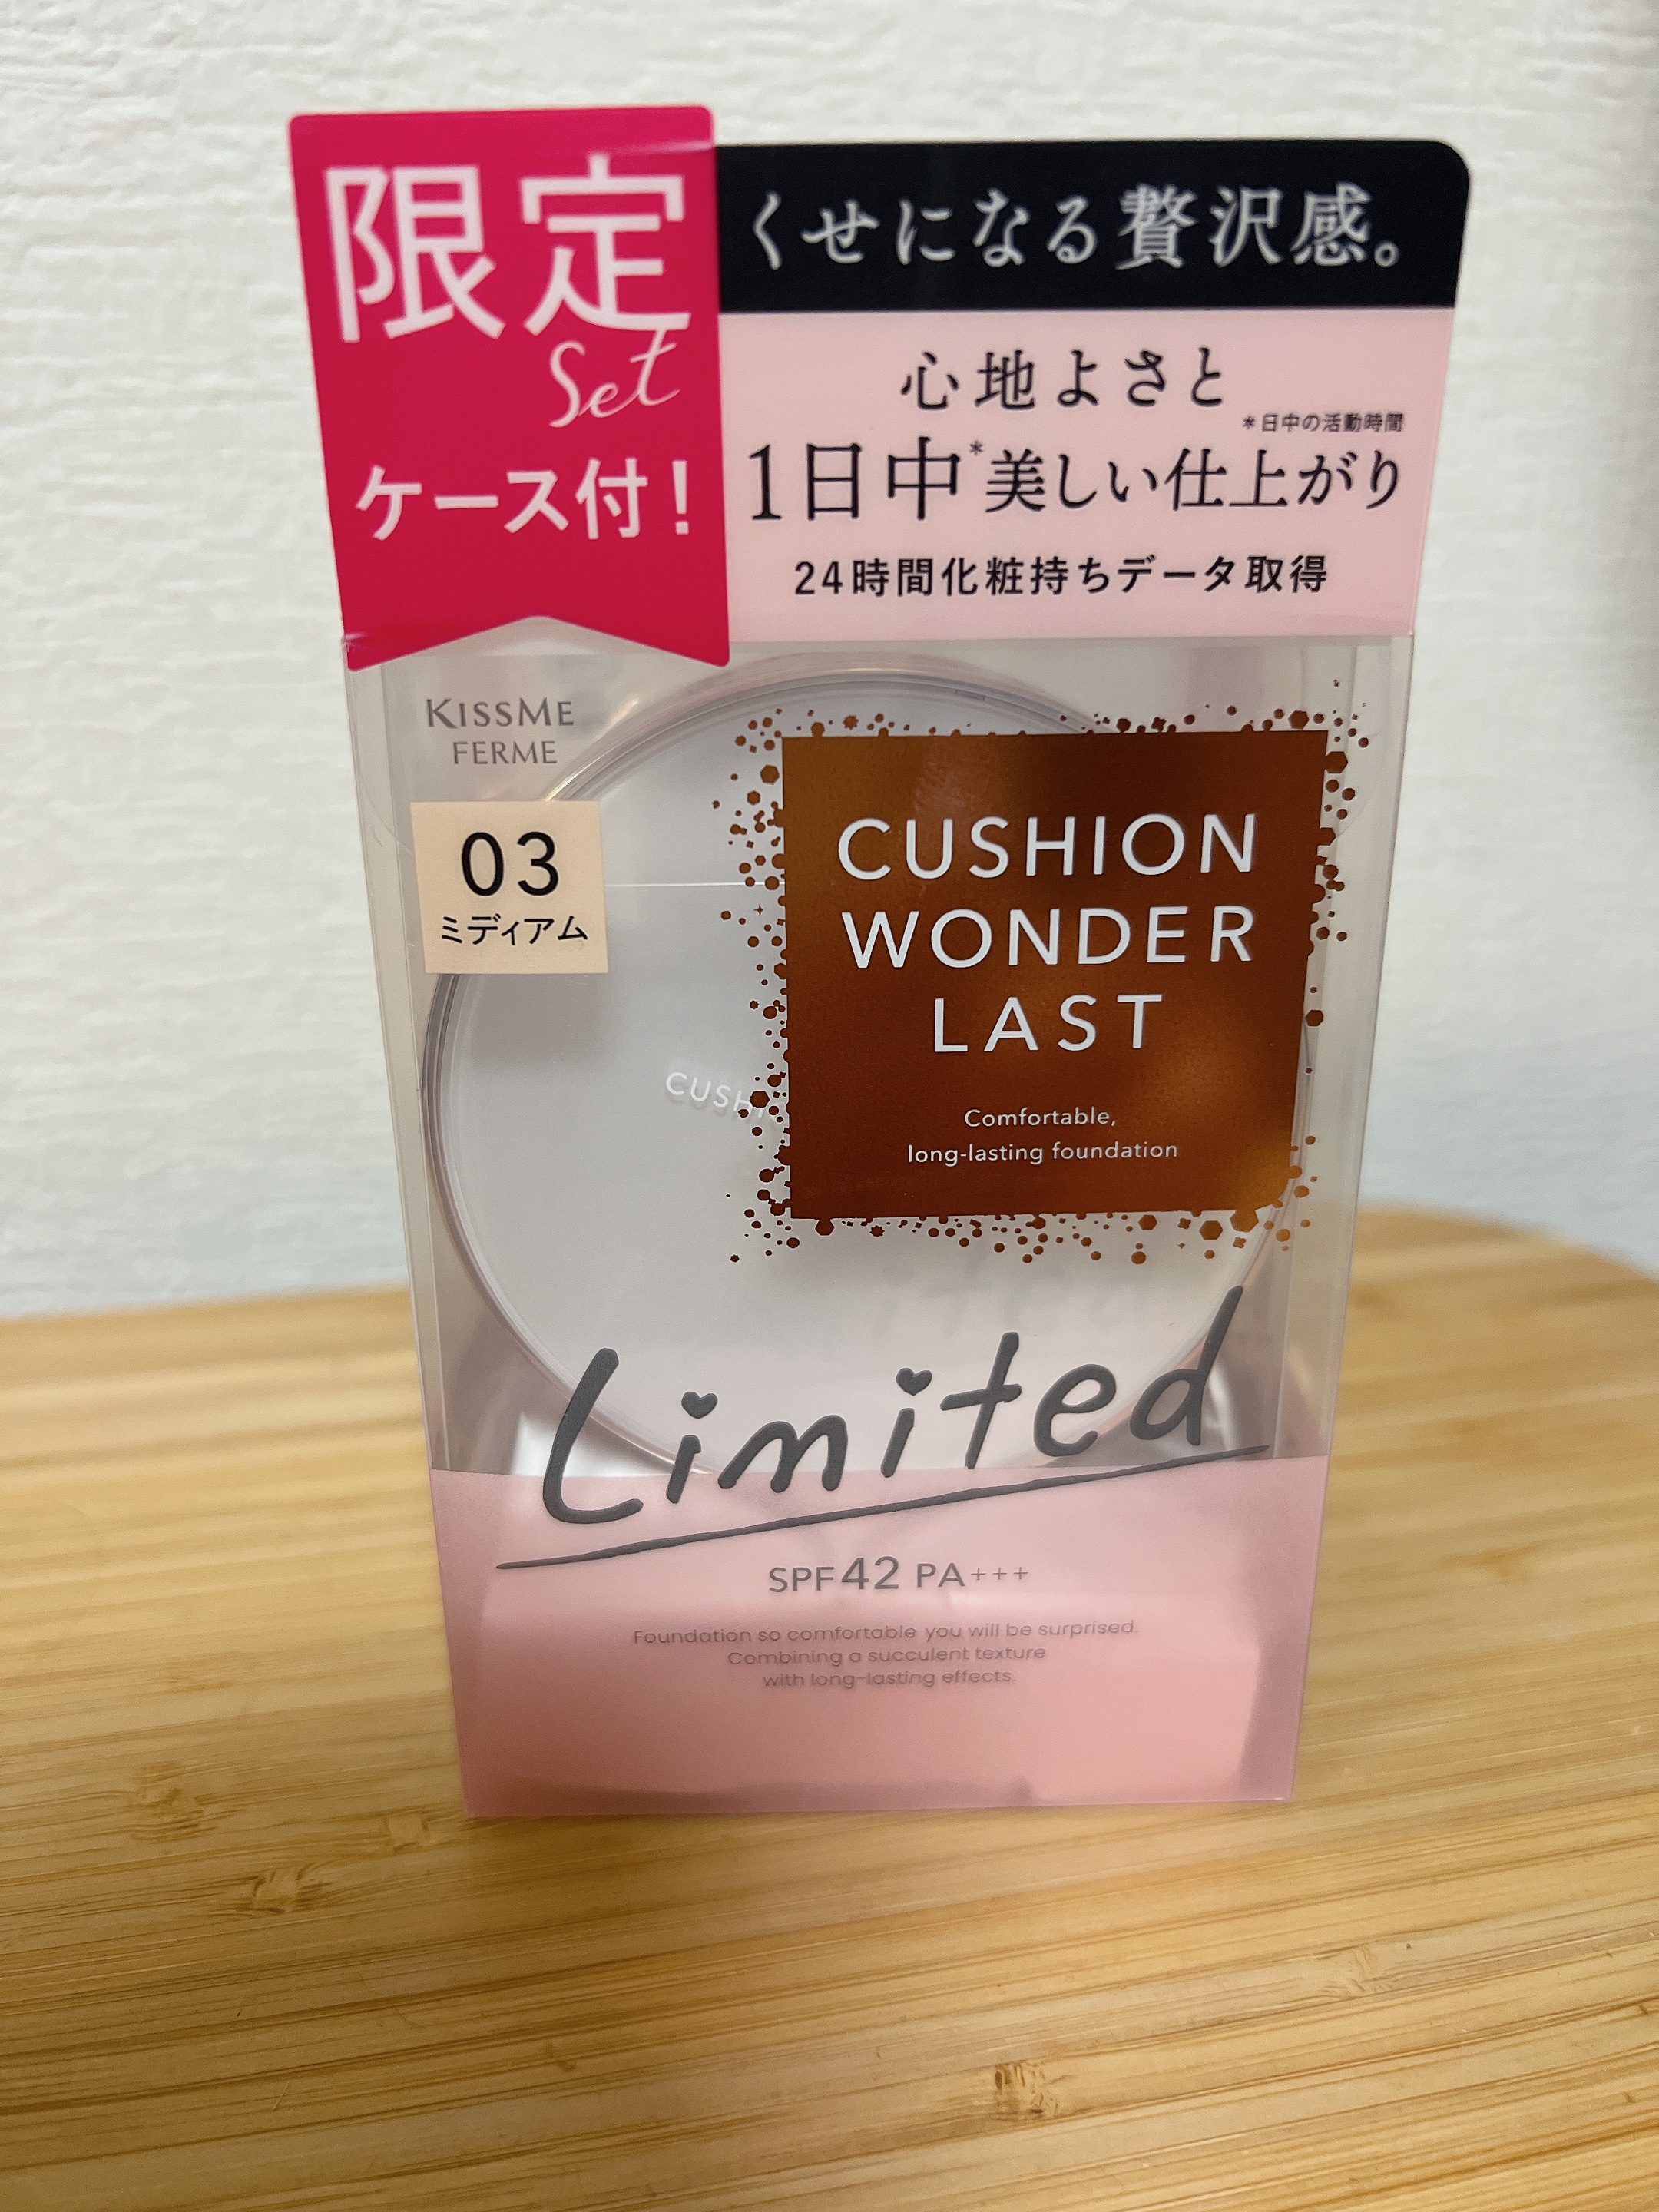 限定
Set
ケース付!
くせになる贅沢感。
心地よさと
*日中の活動時間
1日中*美しい仕上がり
24時間化粧持ちデータ取得
KISSME
FERME
03
ミディアム
CUSHION
WONDER
LAST
Comfortable,
long-lasting foundation
CUSHI
Limited
SPF42 PA+++
Foundation so comfortable you will be surprised.
Combining a succulent texture
with long-lasting effects.